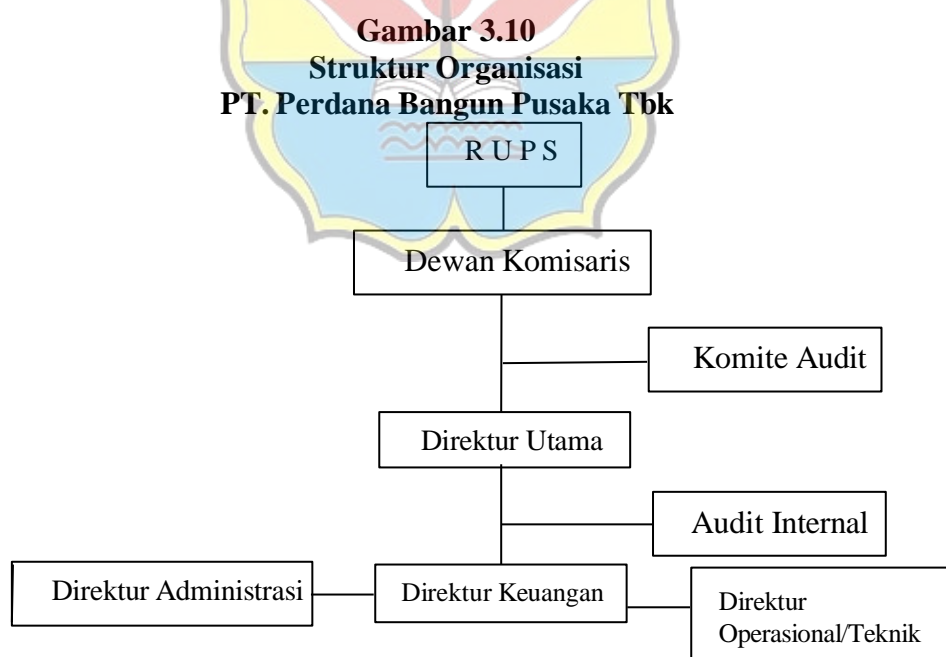 Gambar 3.10
Struktur Organisasi
PT. Perdana Bangun Pusaka Tbk
R U P S
Dewan Komisaris
Komite Audit
Direktur Utama
Audit Internal
Direktur Administrasi
Direktur Keuangan
Direktur
Operasional/Teknik